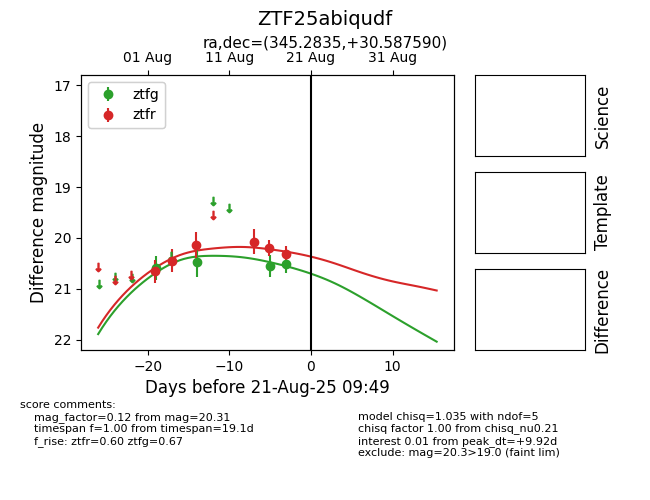 ZTF25abiqudf
ra,dec=(345.2835,+30.587590)
01 Aug 11 Aug 21 Aug 31 Aug
ztfg
ztfr
17
18
19
20
21
22
Difference magnitude
−20 −10 0 10
Days before 21-Aug-25 09:49
Science
Template
Difference
score comments:
mag_factor=0.12 from mag=20.31
timespan f=1.00 from timespan=19.1d
f_rise: ztfr=0.60 ztfg=0.67
model chisq=1.035 with ndof=5
chisq factor 1.00 from chisq_nu0.21
interest 0.01 from peak_dt=+9.92d
exclude: mag=20.3>19.0 (faint lim)